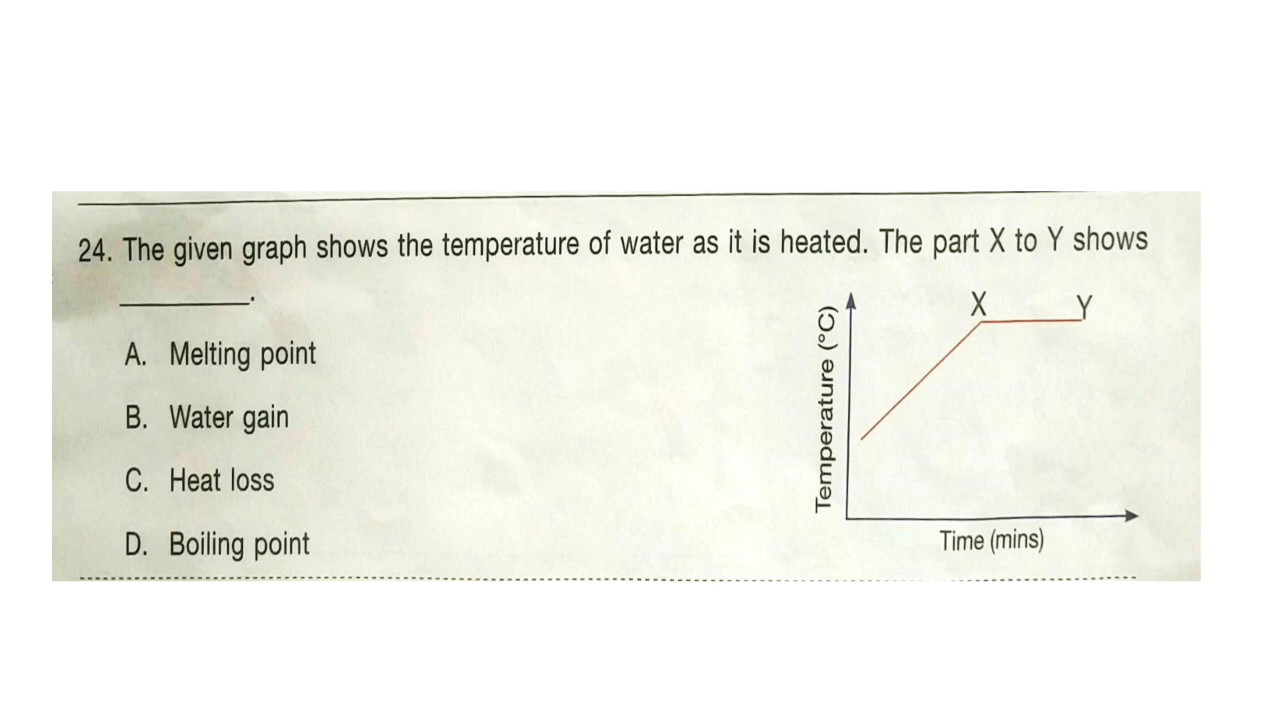 24. The given graph shows the temperature of water as it is heated. The part X to Y shows
__________.
A. Melting point
B. Water gain
C. Heat loss
D. Boiling point
X Y
Temperature (°C)
Time (mins)